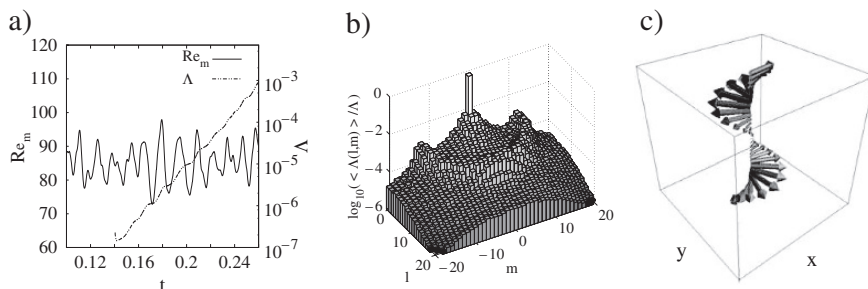 a)
120
110
100
90
80
70
60
Re_m
Re_m
Λ
10^-3
10^-4
10^-5
10^-6
10^-7
Λ
0.12 0.16 0.2 0.24
t
b)
log_10(< Λ(l,m) >/Λ)
0
-2
-4
-6
0
10
20
l
-20
-10
0
10
20
m
c)
y
x